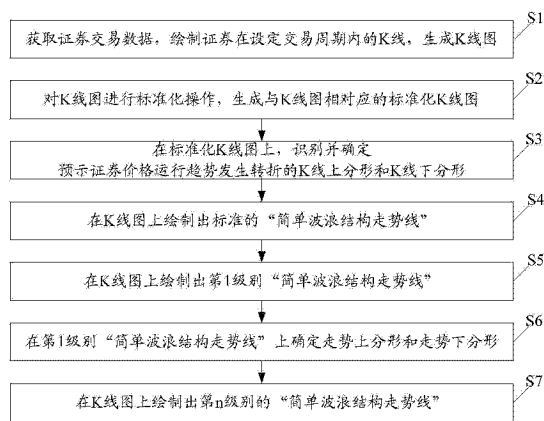 S1
获取证券交易数据，绘制证券在设定交易周期内的K线，生成K线图
S2
对K线图进行标准化操作，生成与K线图相对应的标准化K线图
S3
在标准化K线图上，识别并确定
预示证券价格运行趋势发生转折的K线上分形和K线下分形
S4
在K线图上绘制出标准的“简单波浪结构走势线”
S5
在K线图上绘制出第1级别“简单波浪结构走势线”
S6
在第1级别“简单波浪结构走势线”上确定走势上分形和走势下分形
S7
在K线图上绘制出第n级别的“简单波浪结构走势线”